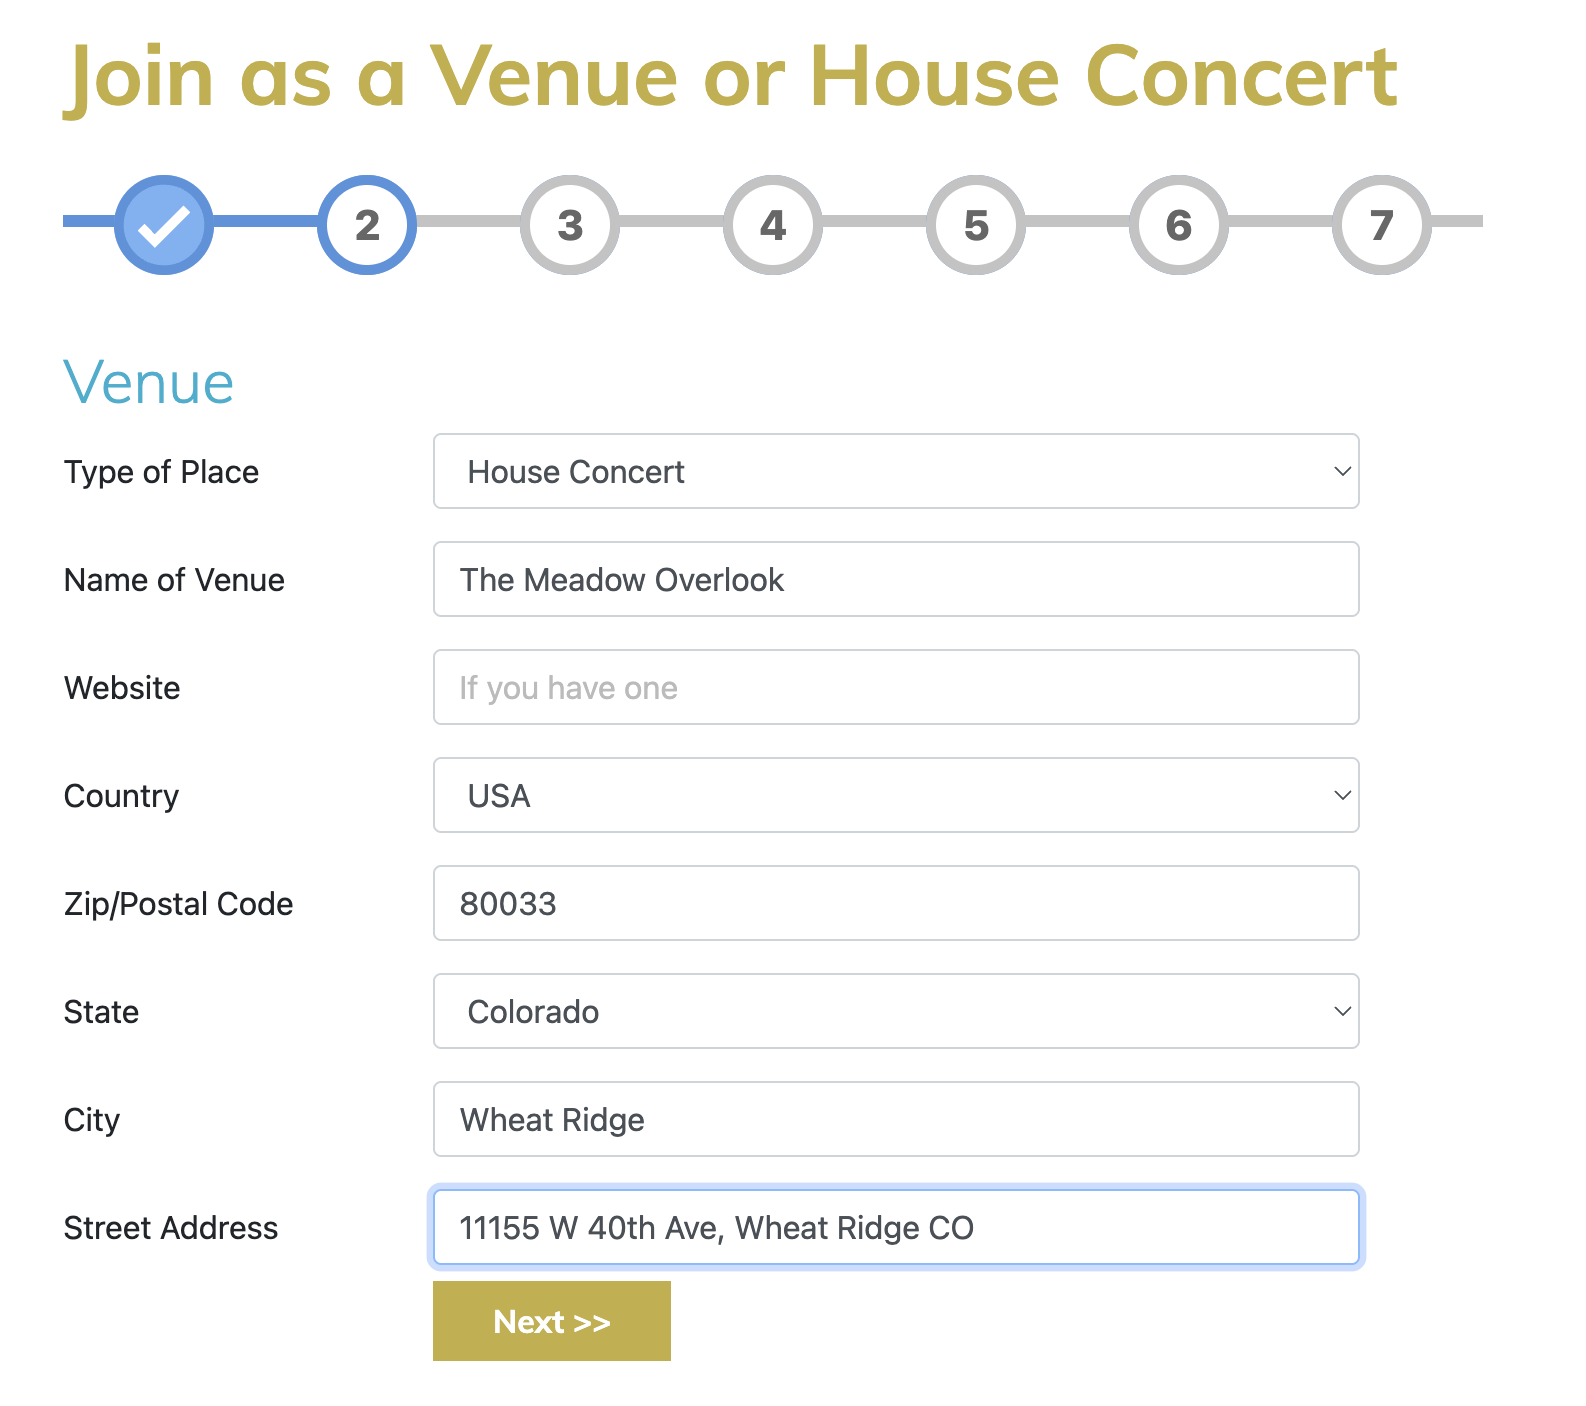 Join as a Venue or House Concert
2 3 4 5 6 7
Venue
Type of Place House Concert
Name of Venue The Meadow Overlook
Website If you have one
Country USA
Zip/Postal Code 80033
State Colorado
City Wheat Ridge
Street Address 11155 W 40th Ave, Wheat Ridge CO
Next >>